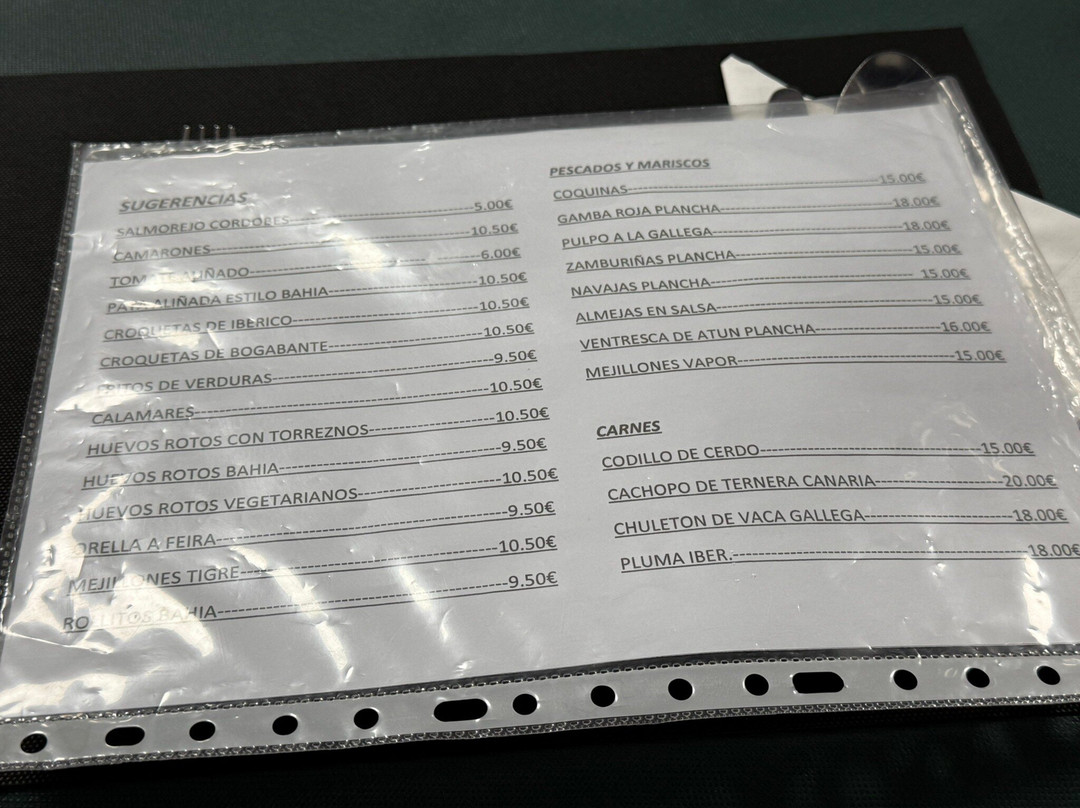 SUGERENCIAS
SALMOREJO CORDOBES------------------------5.00€
CAMARONES------------------------10.50€
TOMATE ALIÑADO------------------------6.00€
ALIÑADA ESTILO BAHIA------------------------10.50€
CROQUETAS DE IBERICO------------------------10.50€
CROQUETAS DE BOGABANTE------------------------10.50€
FRITOS DE VERDURAS------------------------9.50€
CALAMARES------------------------10.50€
HUEVOS ROTOS CON TORREZNOS------------------------10.50€
HUEVOS ROTOS BAHIA------------------------9.50€
HUEVOS ROTOS VEGETARIANOS------------------------10.50€
ORELLA A FEIRA------------------------9.50€
MEJILLONES TIGRE------------------------10.50€
ROLLITOS BAHIA------------------------9.50€
PESCADOS Y MARISCOS
COQUINAS------------------------15.00€
GAMBA ROJA PLANCHA------------------------18.00€
PULPO A LA GALLEGA------------------------18.00€
ZAMBURIÑAS PLANCHA------------------------15.00€
NAVAJAS PLANCHA------------------------15.00€
ALMEJAS EN SALSA------------------------15.00€
VENTRESCA DE ATUN PLANCHA------------------------16.00€
MEJILLONES VAPOR------------------------15.00€
CARNES
CODILLO DE CERDO------------------------15.00€
CACHOPO DE TERNERA CANARIA------------------------20.00€
CHULETON DE VACA GALLEGA------------------------18.00€
PLUMA IBER.------------------------18.00€